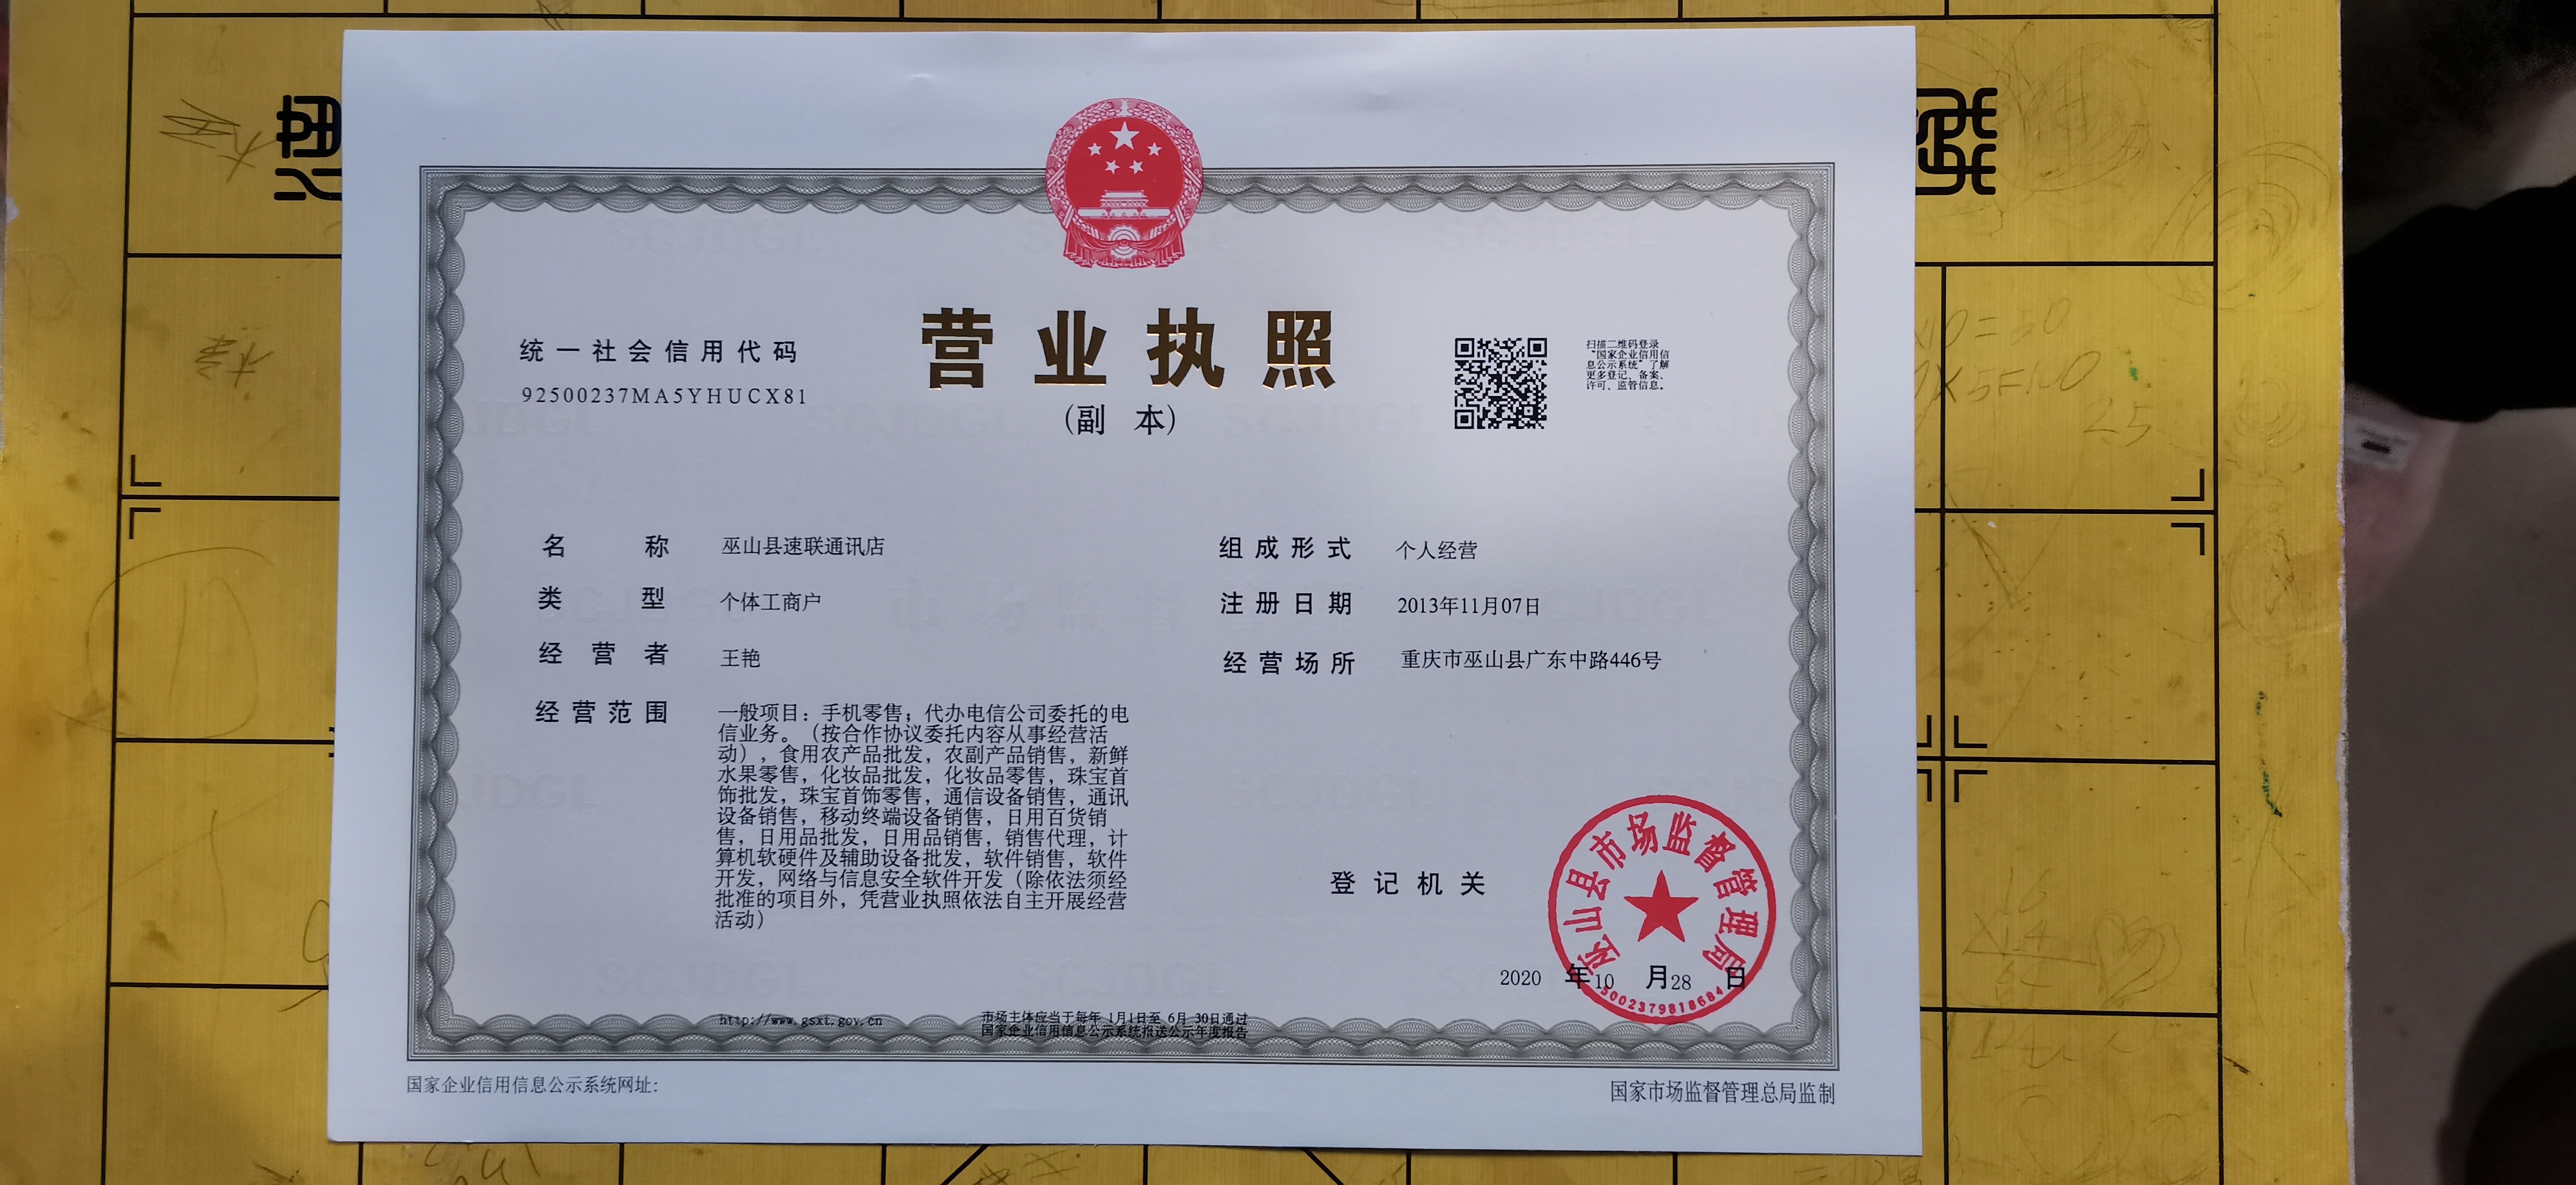 营业执照
(副 本)
统一社会信用代码
92500237MA5YHUCX81
扫描二维码登录
“国家企业信用信
息公示系统”了解
更多登记、备案、
许可、监管信息。
名 称 巫山县速联通讯店
类 型 个体工商户
经 营 者 王艳
经营范围 一般项目：手机零售；代办电信公司委托的电
信业务。（按合作协议委托内容从事经营活
动），食用农产品批发，农副产品销售，新鲜
水果零售，化妆品批发，化妆品零售，珠宝首
饰批发，珠宝首饰零售，通信设备销售，通讯
设备销售，移动终端设备销售，日用百货销
售，日用品批发，日用品销售，销售代理，计
算机软硬件及辅助设备批发，软件销售，软件
开发，网络与信息安全软件开发（除依法须经
批准的项目外，凭营业执照依法自主开展经营
活动）
组成形式 个人经营
注册日期 2013年11月07日
经营场所 重庆市巫山县广东中路446号
登记机关
巫山县市场监督管理局
2020 年10 月28 日
5002379818684
http://www.gsxt.gov.cn
市场主体应当于每年 1月1日至 6月 30日通过
国家企业信用信息公示系统报送公示年度报告
国家企业信用信息公示系统网址：
国家市场监督管理总局监制